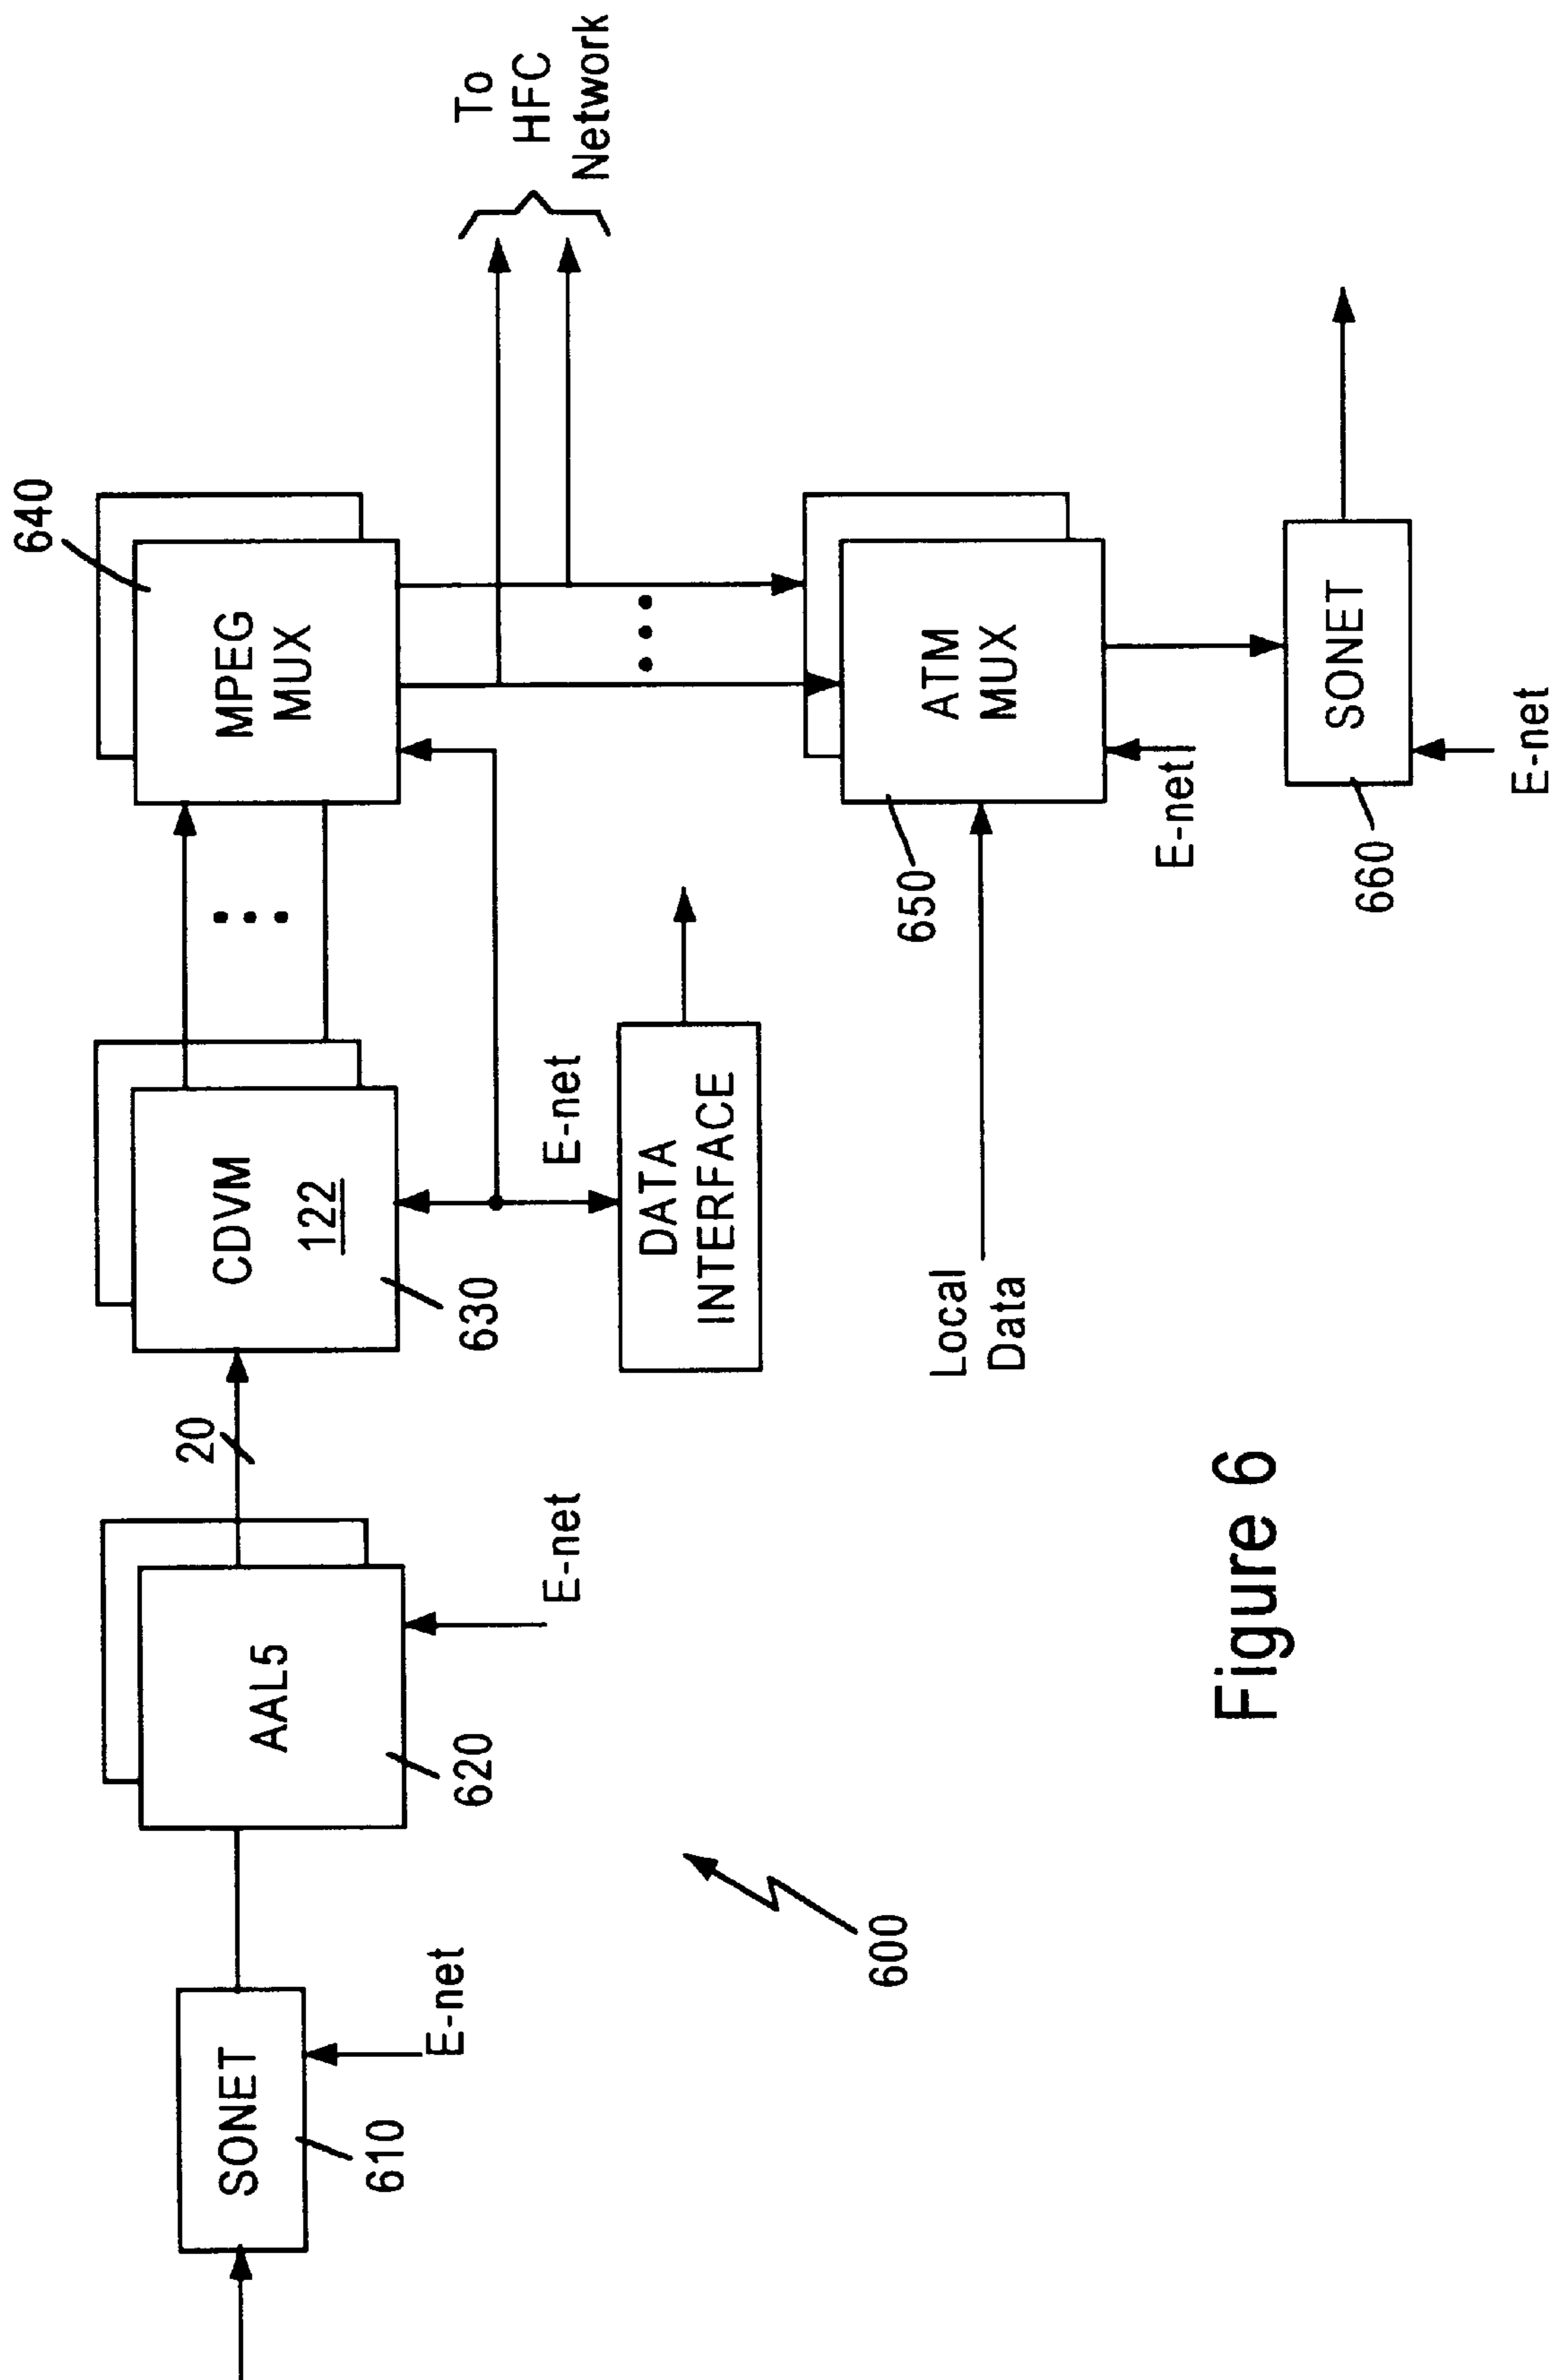 To
HFC
Network
640
MPEG
MUX
CDVM
122
630
20
AAL5
620
E-net
SONET
610
E-net
E-net
DATA
INTERFACE
Local
Data
650
ATM
MUX
E-net
SONET
660
E-net
600
Figure 6